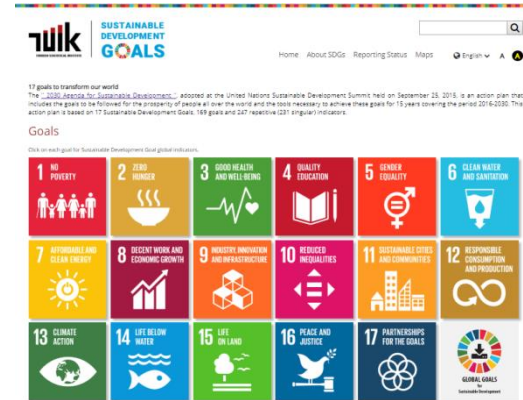 TÜİK
SUSTAINABLE
DEVELOPMENT
GOALS
Home About SDGs Reporting Status Maps English A A
17 goals to transform our world
The " 2030 Agenda for Sustainable Development ", adopted at the United Nations Sustainable Development Summit held on September 25, 2015, is an action plan that
includes the goals to be followed for the prosperity of people all over the world and the tools necessary to achieve these goals for 15 years covering the period 2016-2030. This
action plan is based on 17 Sustainable Development Goals, 169 goals and 247 repetitive (231 singular) indicators.
Goals
Click on each goal for Sustainable Development Goal global indicators.
1 NO
POVERTY
2 ZERO
HUNGER
3 GOOD HEALTH
AND WELL-BEING
4 QUALITY
EDUCATION
5 GENDER
EQUALITY
6 CLEAN WATER
AND SANITATION
7 AFFORDABLE AND
CLEAN ENERGY
8 DECENT WORK AND
ECONOMIC GROWTH
9 INDUSTRY, INNOVATION
AND INFRASTRUCTURE
10 REDUCED
INEQUALITIES
11 SUSTAINABLE CITIES
AND COMMUNITIES
12 RESPONSIBLE
CONSUMPTION
AND PRODUCTION
13 CLIMATE
ACTION
14 LIFE BELOW
WATER
15 LIFE
ON LAND
16 PEACE AND
JUSTICE
17 PARTNERSHIPS
FOR THE GOALS
GLOBAL GOALS
for
Sustainable Development